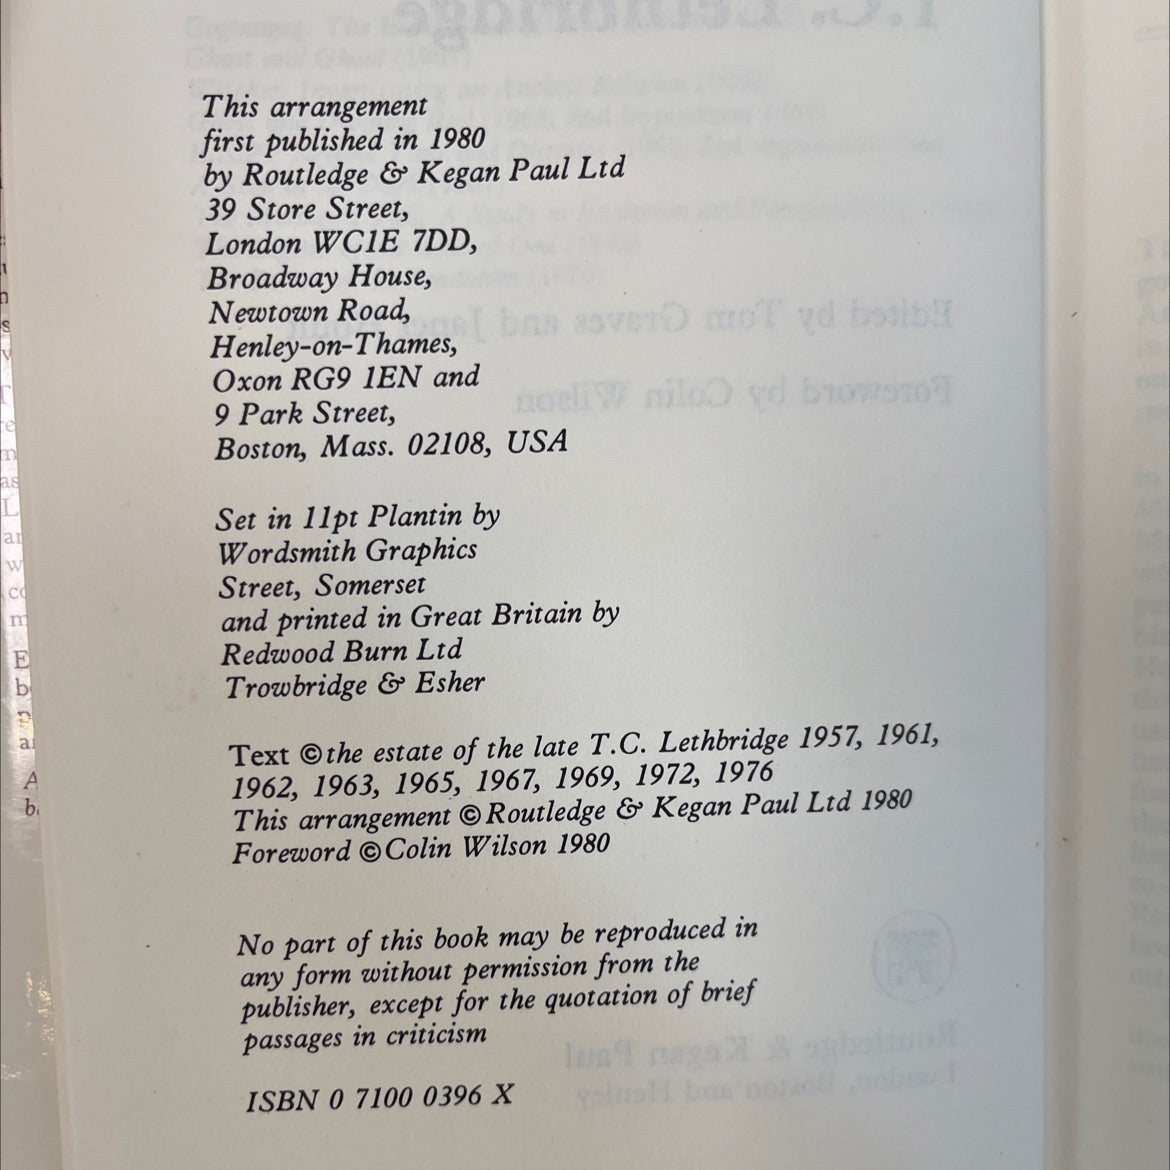 This arrangement
first published in 1980
by Routledge & Kegan Paul Ltd
39 Store Street,
London WC1E 7DD,
Broadway House,
Newtown Road,
Henley-on-Thames,
Oxon RG9 1EN and
9 Park Street,
Boston, Mass. 02108, USA
Set in 11pt Plantin by
Wordsmith Graphics
Street, Somerset
and printed in Great Britain by
Redwood Burn Ltd
Trowbridge & Esher
Text © the estate of the late T.C. Lethbridge 1957, 1961,
1962, 1963, 1965, 1967, 1969, 1972, 1976
This arrangement © Routledge & Kegan Paul Ltd 1980
Foreword © Colin Wilson 1980
No part of this book may be reproduced in
any form without permission from the
publisher, except for the quotation of brief
passages in criticism
ISBN 0 7100 0396 X